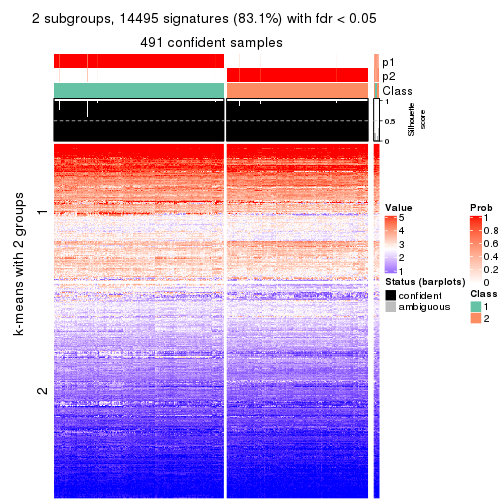 2 subgroups, 14495 signatures (83.1%) with fdr < 0.05
491 confident samples
p1
p2
Class
1
0.5
0
Silhouette
score
k-means with 2 groups
1
2
Value
5
4
3
2
1
Status (barplots)
confident
ambiguous
Prob
1
0.8
0.6
0.4
0.2
0
Class
1
2